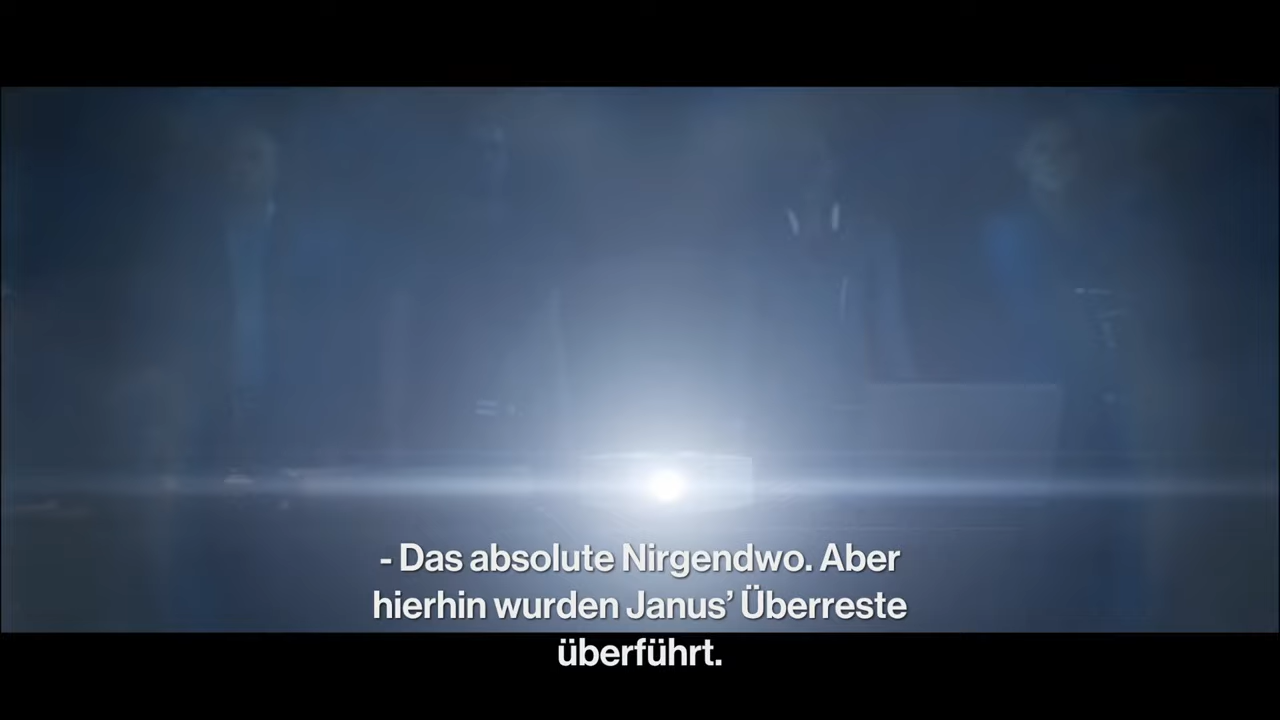 - Das absolute Nirgendwo. Aber
hierhin wurden Janus’ Überreste
überführt.